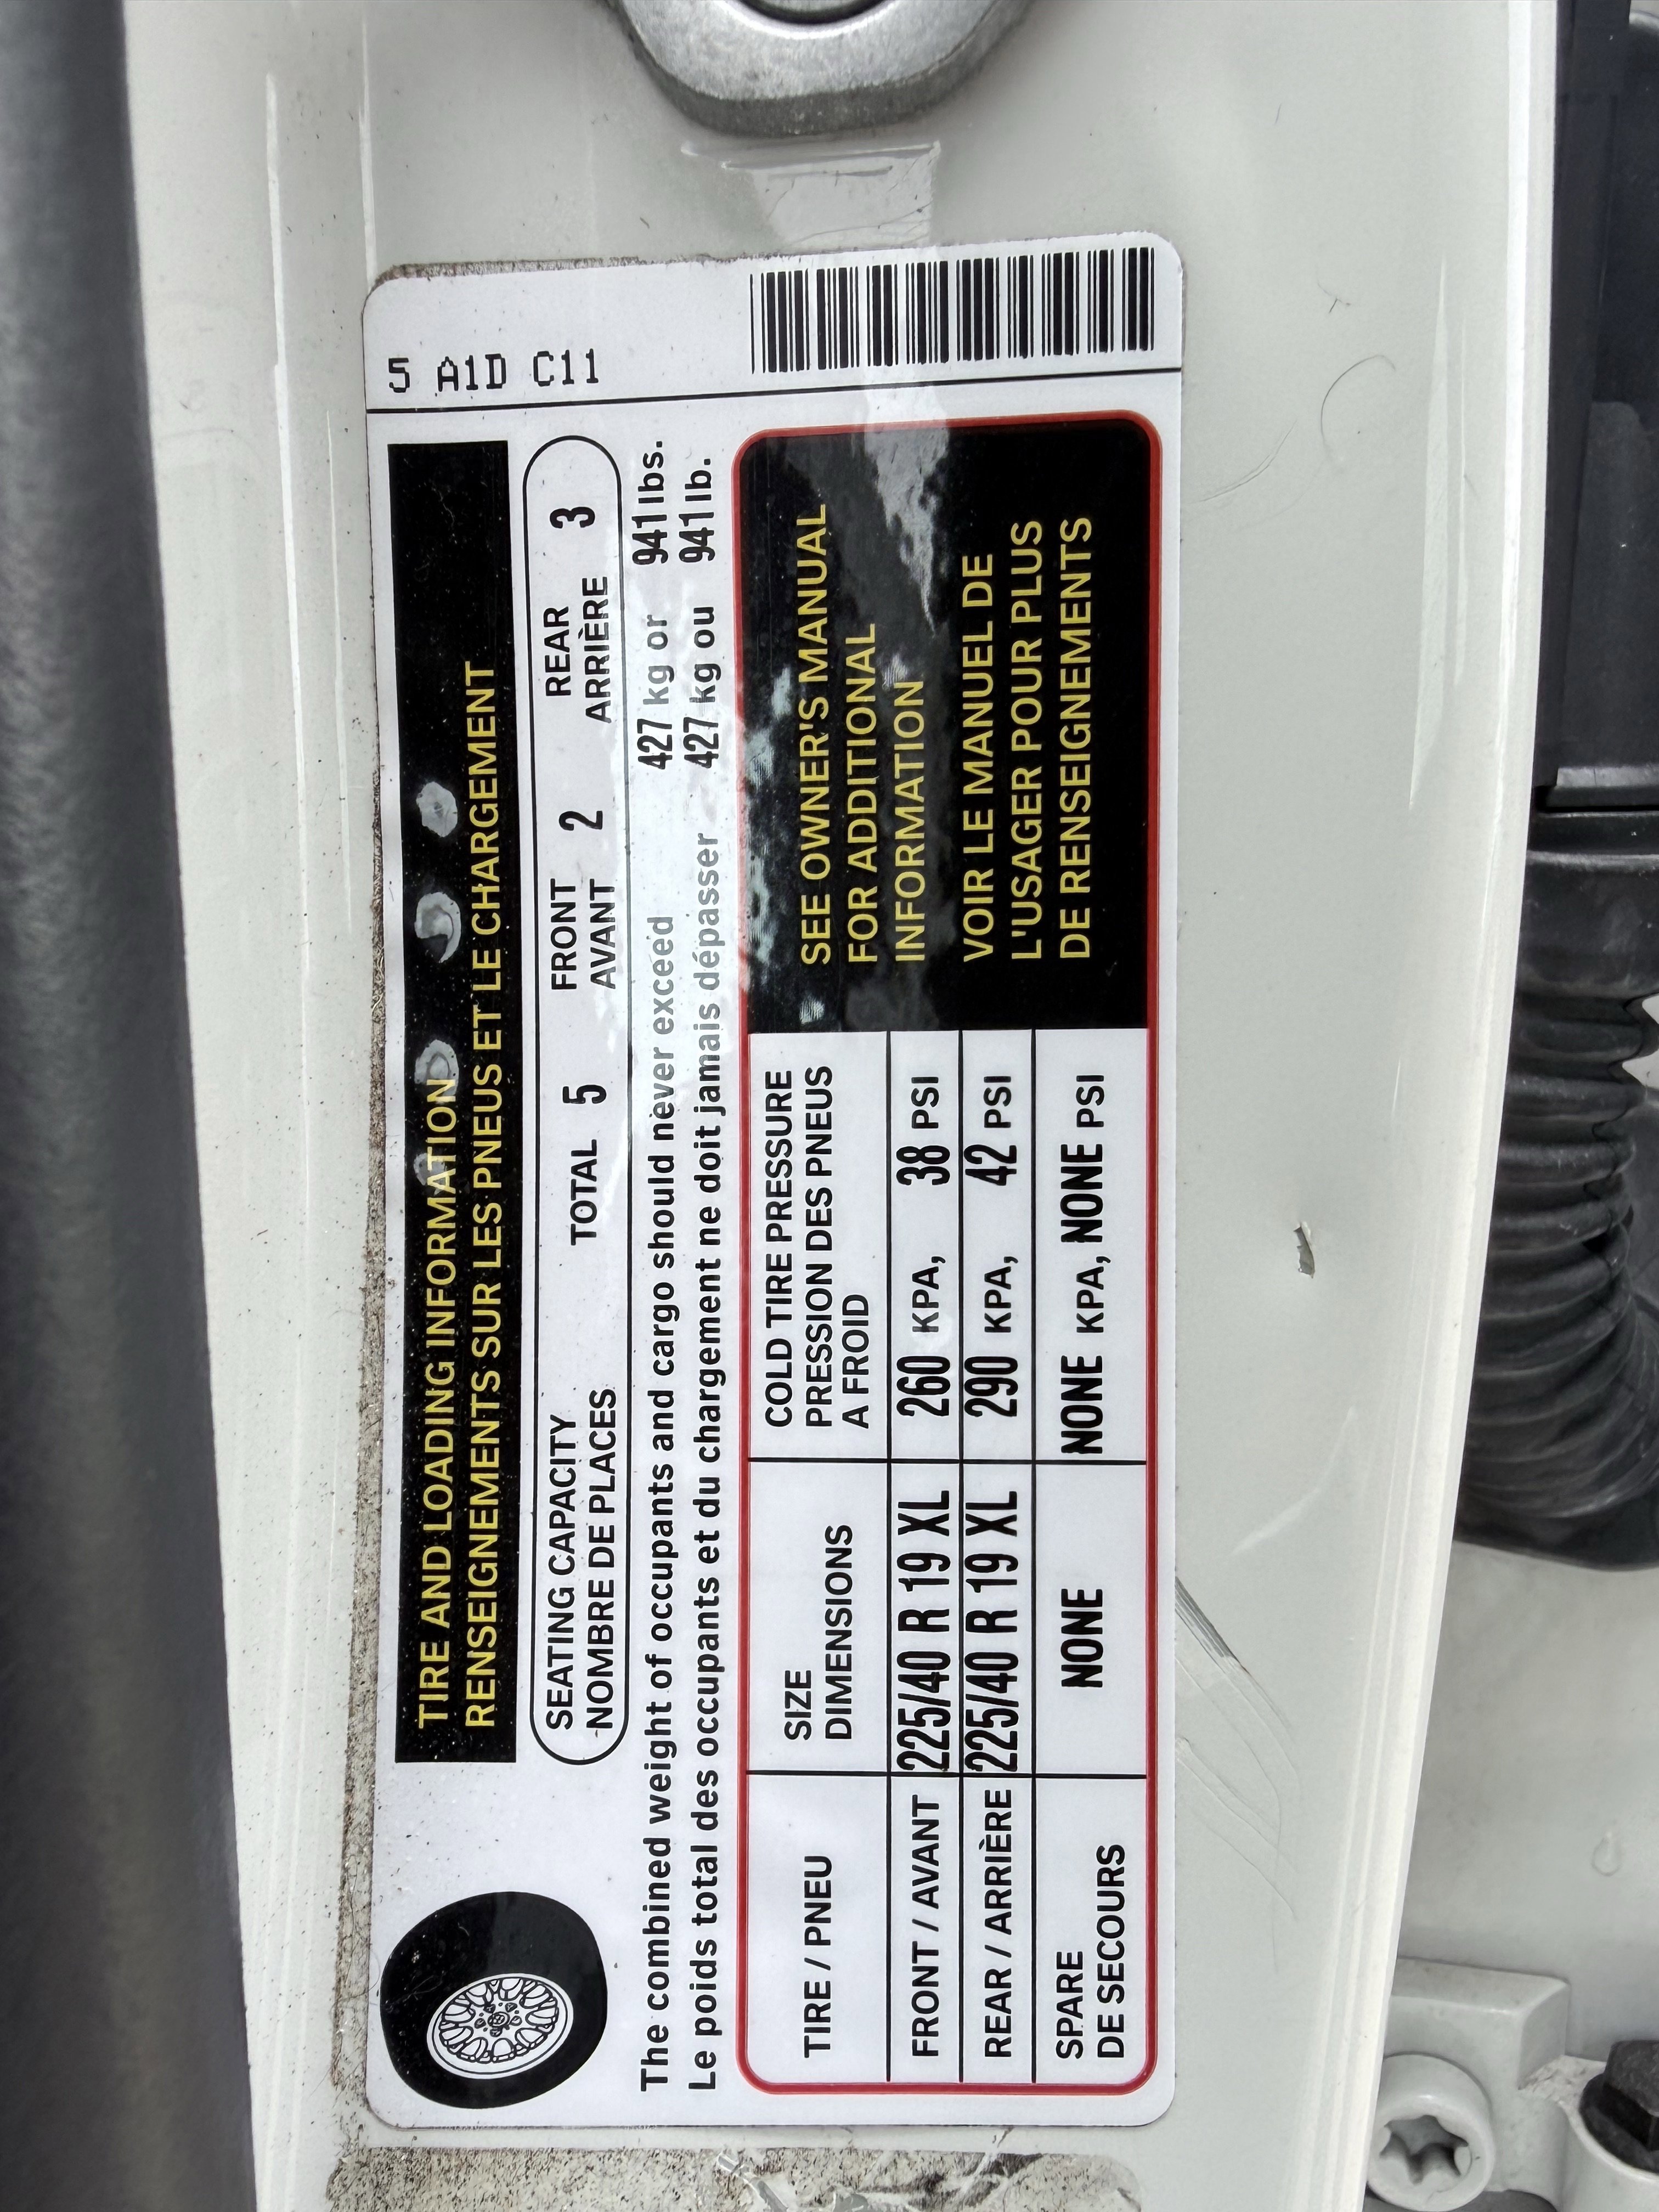 5 A1D C11
TIRE AND LOADING INFORMATION
RENSEIGNEMENTS SUR LES PNEUS ET LE CHARGEMENT
SEATING CAPACITY
NOMBRE DE PLACES
TOTAL 5
FRONT
AVANT 2
REAR
ARRIÈRE 3
The combined weight of occupants and cargo should never exceed 427 kg or 941 lbs.
Le poids total des occupants et du chargement ne doit jamais dépasser 427 kg ou 941 lb.
TIRE / PNEU
SIZE
DIMENSIONS
COLD TIRE PRESSURE
PRESSION DES PNEUS
A FROID
FRONT / AVANT 225/40 R 19 XL 260 KPA, 38 PSI
REAR / ARRIÈRE 225/40 R 19 XL 290 KPA, 42 PSI
SPARE
DE SECOURS NONE NONE KPA, NONE PSI
SEE OWNER'S MANUAL
FOR ADDITIONAL
INFORMATION
VOIR LE MANUEL DE
L'USAGER POUR PLUS
DE RENSEIGNEMENTS